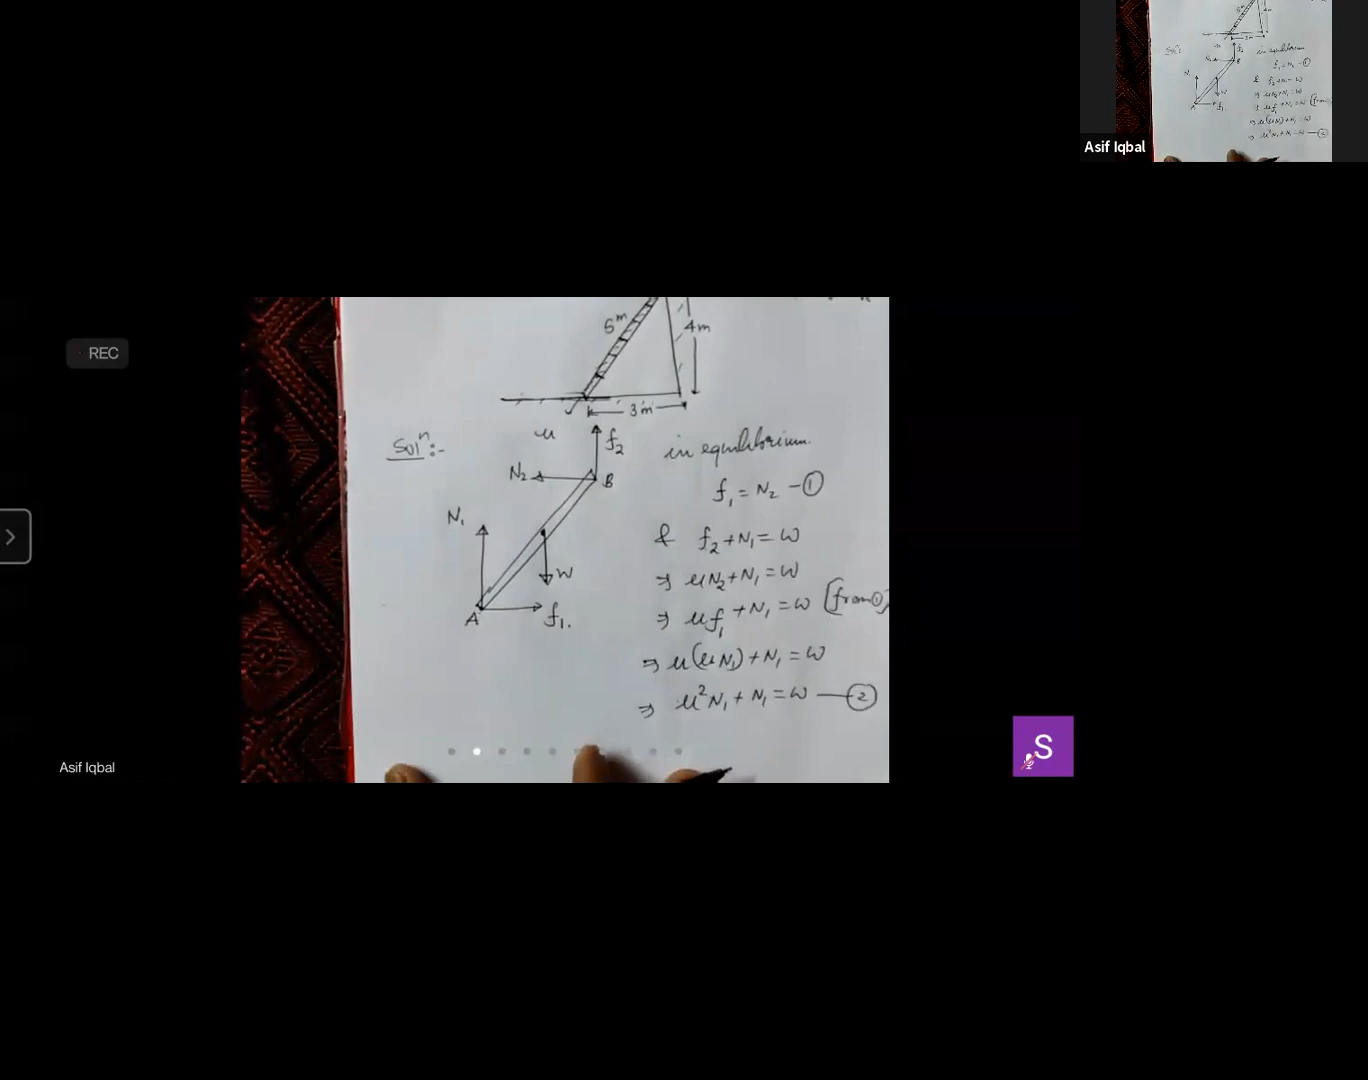 Asif Iqbal
REC
5m
4m
3m
μ
Solⁿ:-
f₂
N₂
B
N₁
W
A
f₁.
in equilibrium.
f₁ = N₂ - ①
& f₂ + N₁ = W
⇒ μN₂ + N₁ = W
⇒ μf₁ + N₁ = W [from ①]
⇒ μ(μN₁) + N₁ = W
⇒ μ²N₁ + N₁ = W — ②
Asif Iqbal
S